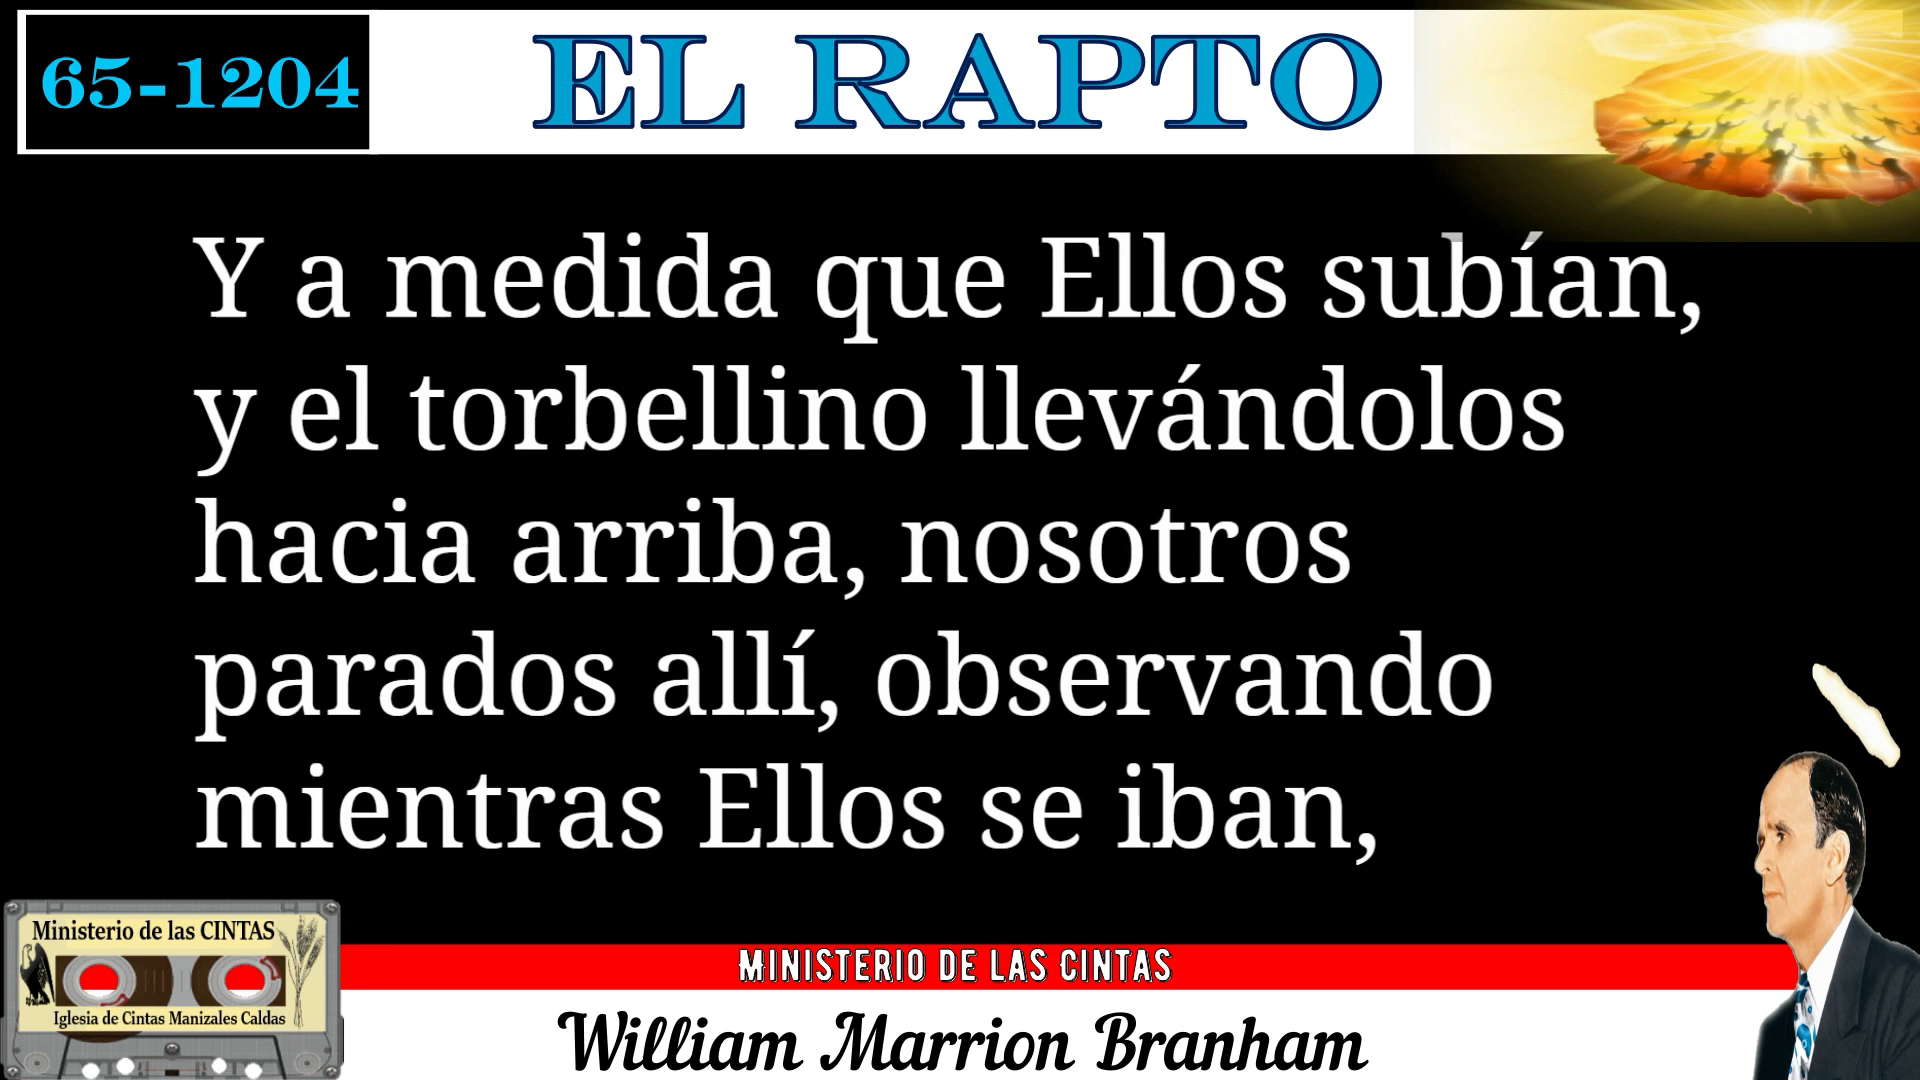 65-1204
EL RAPTO
Y a medida que Ellos subían,
y el torbellino llevándolos
hacia arriba, nosotros
parados allí, observando
mientras Ellos se iban,
Ministerio de las CINTAS
Iglesia de Cintas Manizales Caldas
MINISTERIO DE LAS CINTAS
William Marrion Branham